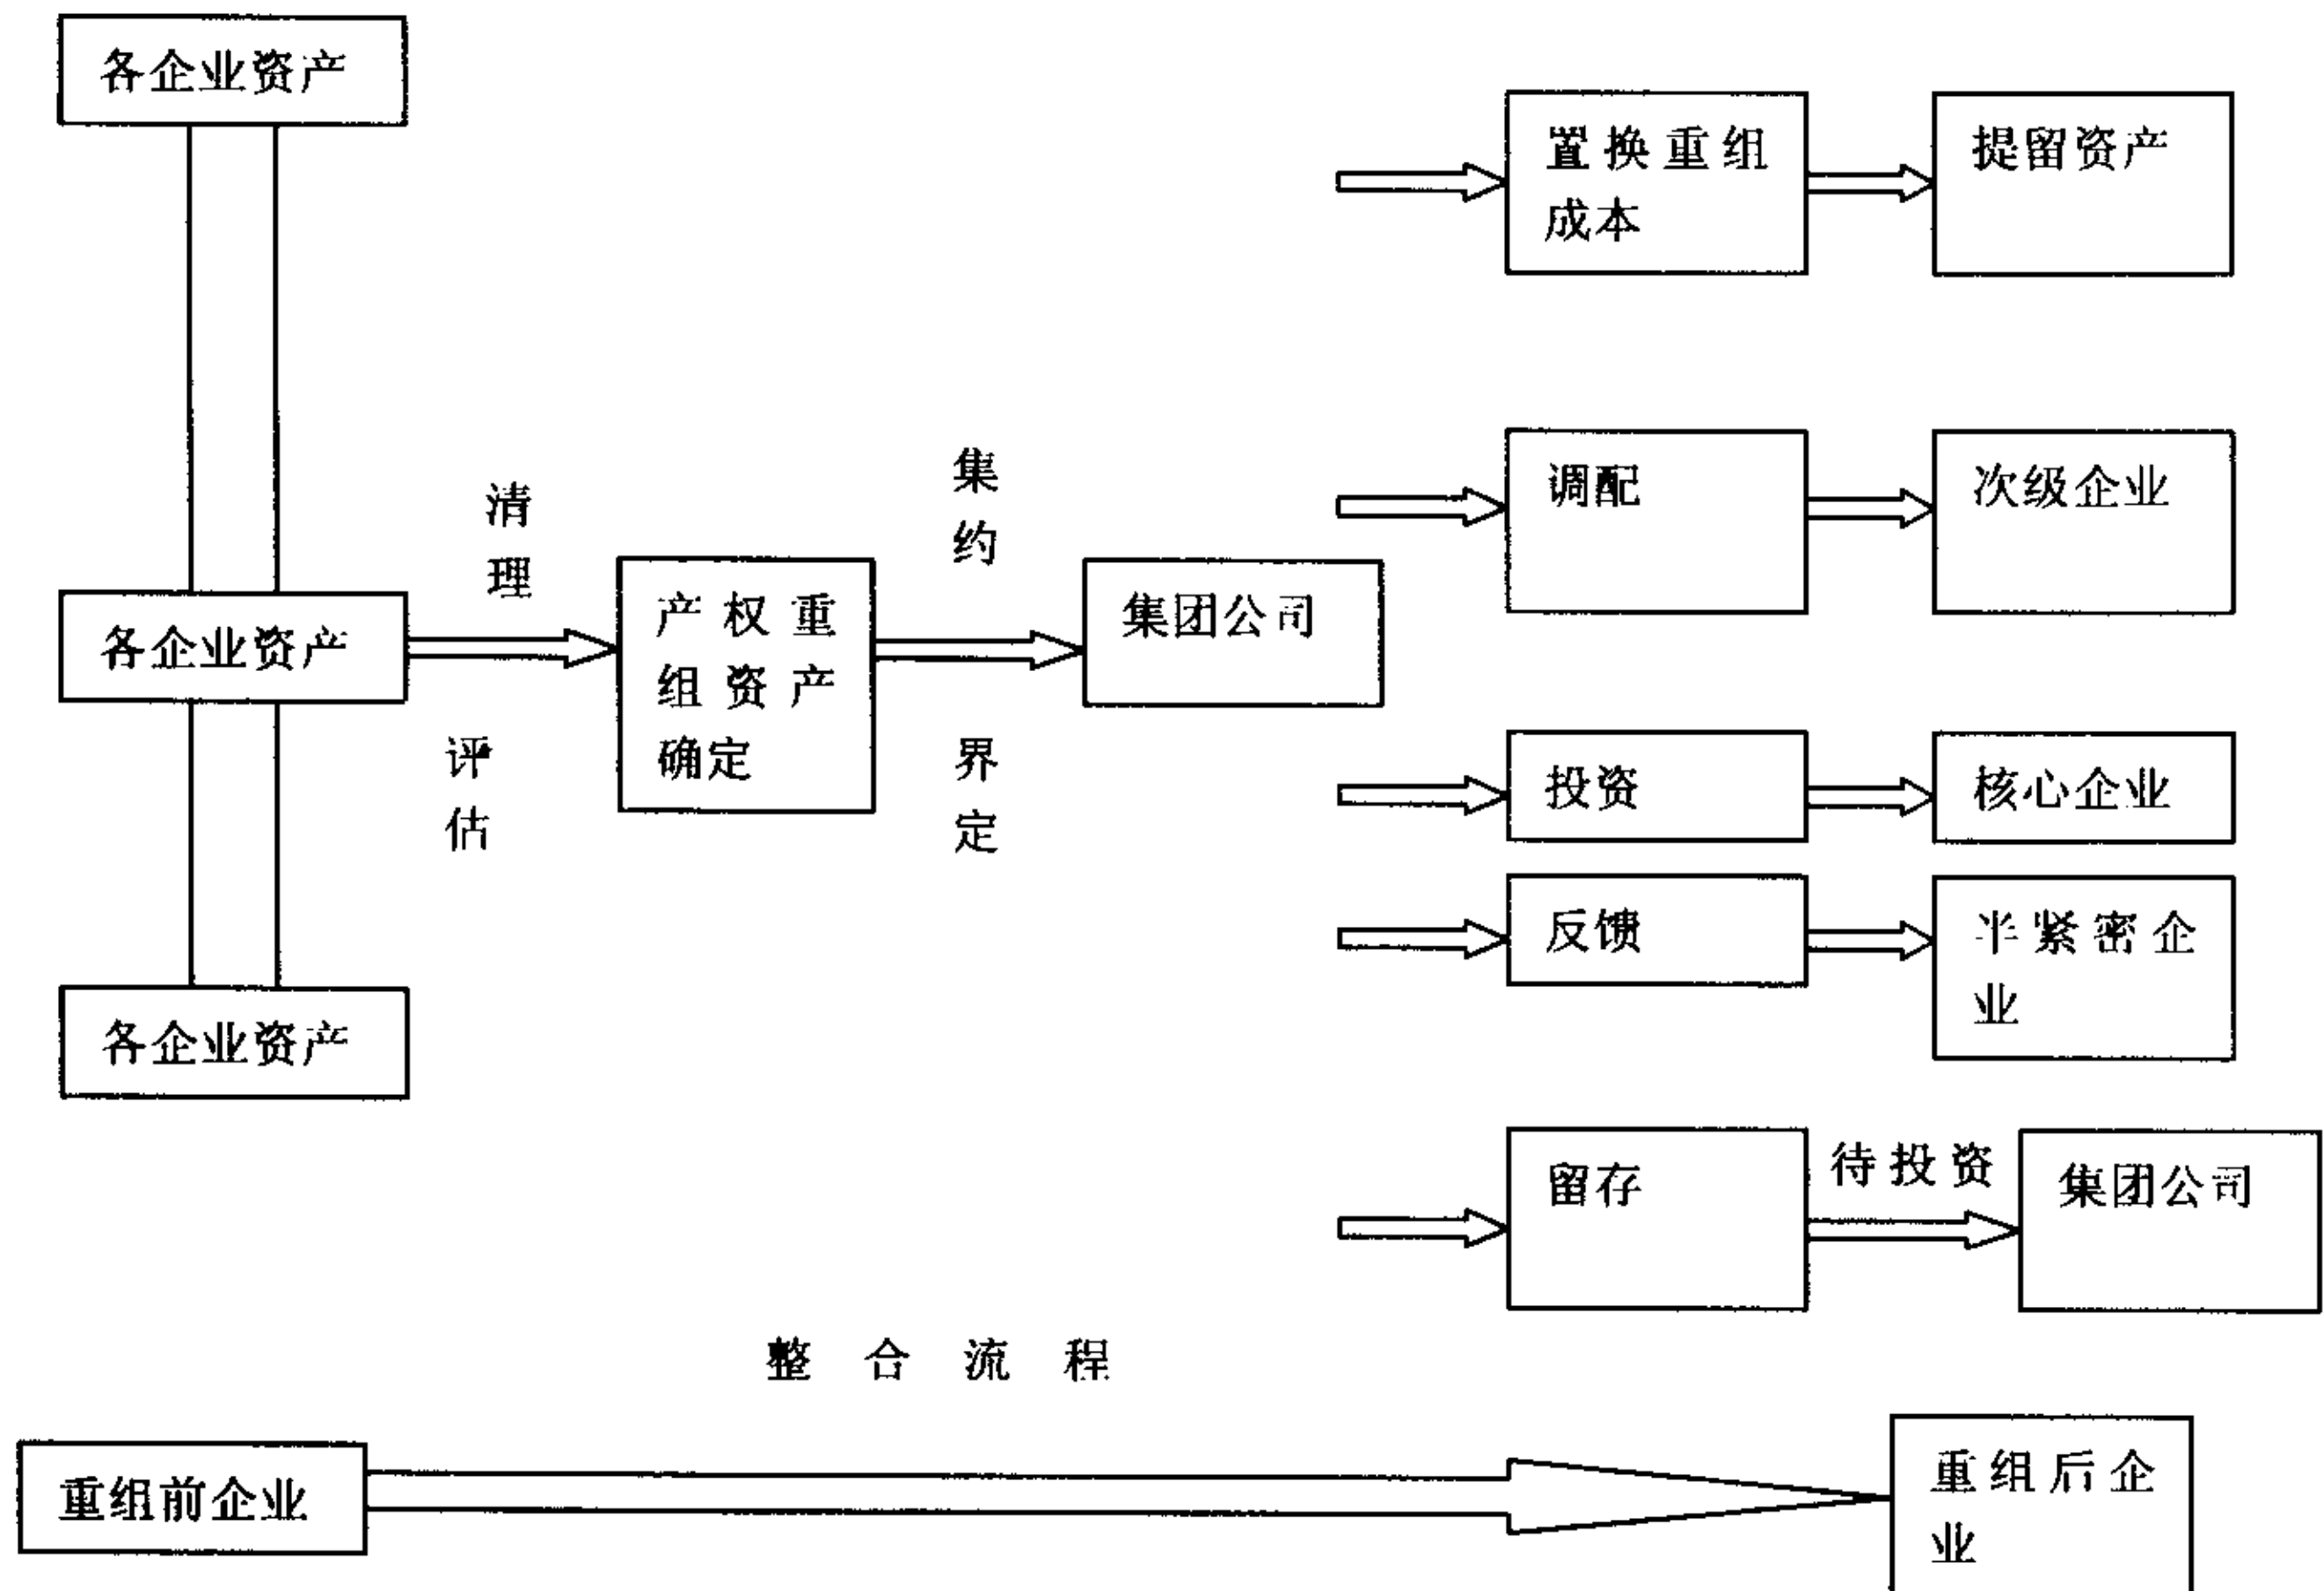 各企业资产
置换重组
成本
提留资产
清理
集约
调配
次级企业
各企业资产
产权重
组资产
确定
集团公司
评估
界定
投资
核心企业
反馈
半紧密企
业
各企业资产
留存
待投资
集团公司
整合流程
重组前企业
重组后企
业